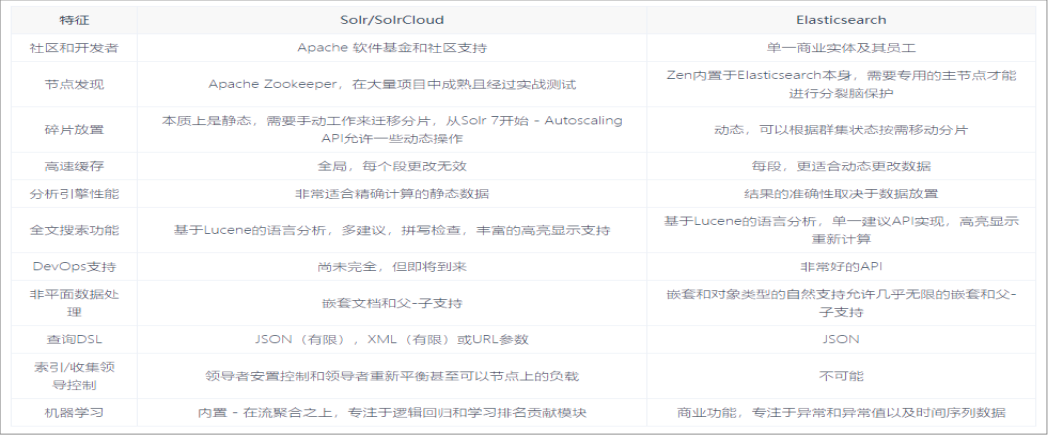 特征 Solr/SolrCloud Elasticsearch
社区和开发者 Apache 软件基金和社区支持 单一商业实体及其员工
节点发现 Apache Zookeeper，在大量项目中成熟且经过实战测试 Zen内置于Elasticsearch本身，需要专用的主节点才能
进行分裂脑保护
碎片放置 本质上是静态，需要手动工作来迁移分片，从Solr 7开始 - Autoscaling
API允许一些动态操作 动态，可以根据群集状态按需移动分片
高速缓存 全局，每个段更改无效 每段，更适合动态更改数据
分析引擎性能 非常适合精确计算的静态数据 结果的准确性取决于数据放置
全文搜索功能 基于Lucene的语言分析，多建议，拼写检查，丰富的高亮显示支持 基于Lucene的语言分析，单一建议API实现，高亮显示
重新计算
DevOps支持 尚未完全，但即将到来 非常好的API
非平面数据处
理 嵌套文档和父-子支持 嵌套和对象类型的自然支持允许几乎无限的嵌套和父-
子支持
查询DSL JSON（有限），XML（有限）或URL参数 JSON
索引/收集领
导控制 领导者安置控制和领导者重新平衡甚至可以节点上的负载 不可能
机器学习 内置 - 在流聚合之上，专注于逻辑回归和学习排名贡献模块 商业功能，专注于异常和异常值以及时间序列数据